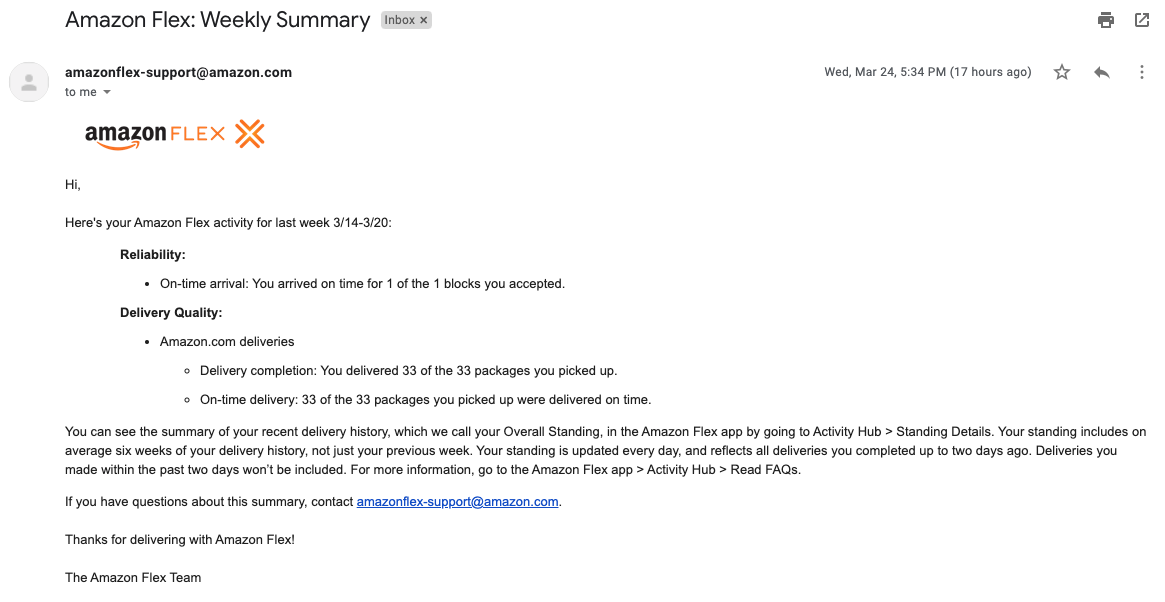 Amazon Flex: Weekly Summary Inbox ×
amazonflex-support@amazon.com Wed, Mar 24, 5:34 PM (17 hours ago)
to me
amazon FLEX
Hi,
Here's your Amazon Flex activity for last week 3/14-3/20:
Reliability:
• On-time arrival: You arrived on time for 1 of the 1 blocks you accepted.
Delivery Quality:
• Amazon.com deliveries
○ Delivery completion: You delivered 33 of the 33 packages you picked up.
○ On-time delivery: 33 of the 33 packages you picked up were delivered on time.
You can see the summary of your recent delivery history, which we call your Overall Standing, in the Amazon Flex app by going to Activity Hub > Standing Details. Your standing includes on
average six weeks of your delivery history, not just your previous week. Your standing is updated every day, and reflects all deliveries you completed up to two days ago. Deliveries you
made within the past two days won’t be included. For more information, go to the Amazon Flex app > Activity Hub > Read FAQs.
If you have questions about this summary, contact amazonflex-support@amazon.com.
Thanks for delivering with Amazon Flex!
The Amazon Flex Team